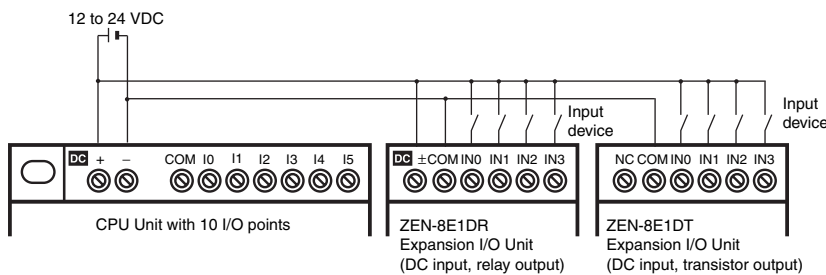 12 to 24 VDC
Input
device
Input
device
DC + − COM I0 I1 I2 I3 I4 I5
DC ± COM IN0 IN1 IN2 IN3
NC COM IN0 IN1 IN2 IN3
CPU Unit with 10 I/O points
ZEN-8E1DR
Expansion I/O Unit
(DC input, relay output)
ZEN-8E1DT
Expansion I/O Unit
(DC input, transistor output)